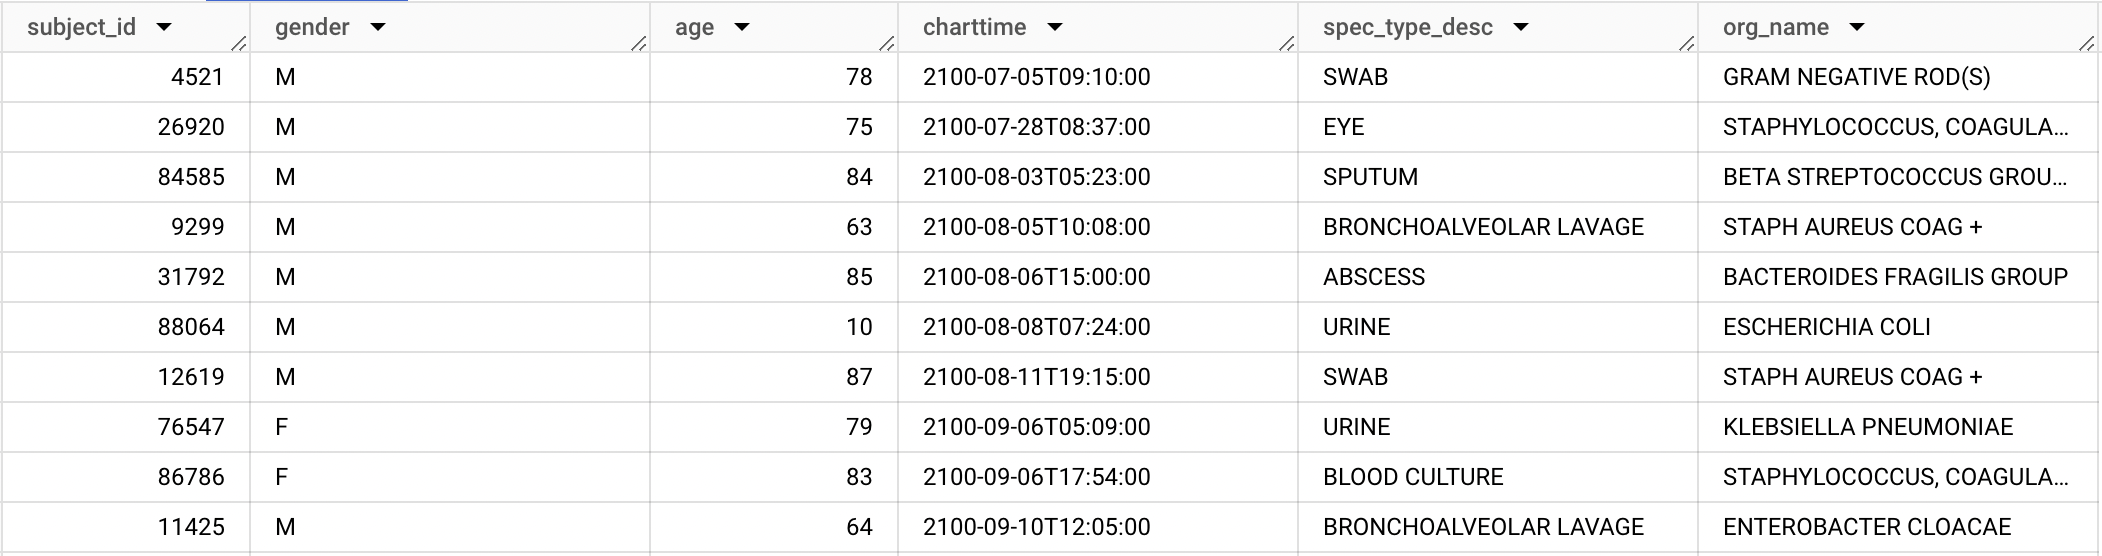 subject_id gender age charttime spec_type_desc org_name
4521 M 78 2100-07-05T09:10:00 SWAB GRAM NEGATIVE ROD(S)
26920 M 75 2100-07-28T08:37:00 EYE STAPHYLOCOCCUS, COAGULA...
84585 M 84 2100-08-03T05:23:00 SPUTUM BETA STREPTOCOCCUS GROU...
9299 M 63 2100-08-05T10:08:00 BRONCHOALVEOLAR LAVAGE STAPH AUREUS COAG +
31792 M 85 2100-08-06T15:00:00 ABSCESS BACTEROIDES FRAGILIS GROUP
88064 M 10 2100-08-08T07:24:00 URINE ESCHERICHIA COLI
12619 M 87 2100-08-11T19:15:00 SWAB STAPH AUREUS COAG +
76547 F 79 2100-09-06T05:09:00 URINE KLEBSIELLA PNEUMONIAE
86786 F 83 2100-09-06T17:54:00 BLOOD CULTURE STAPHYLOCOCCUS, COAGULA...
11425 M 64 2100-09-10T12:05:00 BRONCHOALVEOLAR LAVAGE ENTEROBACTER CLOACAE